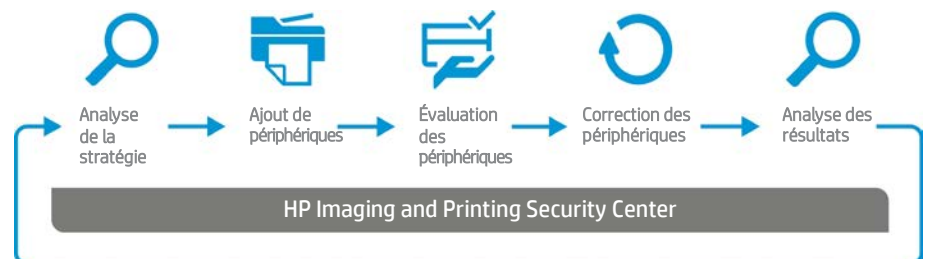 Analyse
de la
stratégie
Ajout de
périphériques
Évaluation
des
périphériques
Correction des
périphériques
Analyse des
résultats
HP Imaging and Printing Security Center